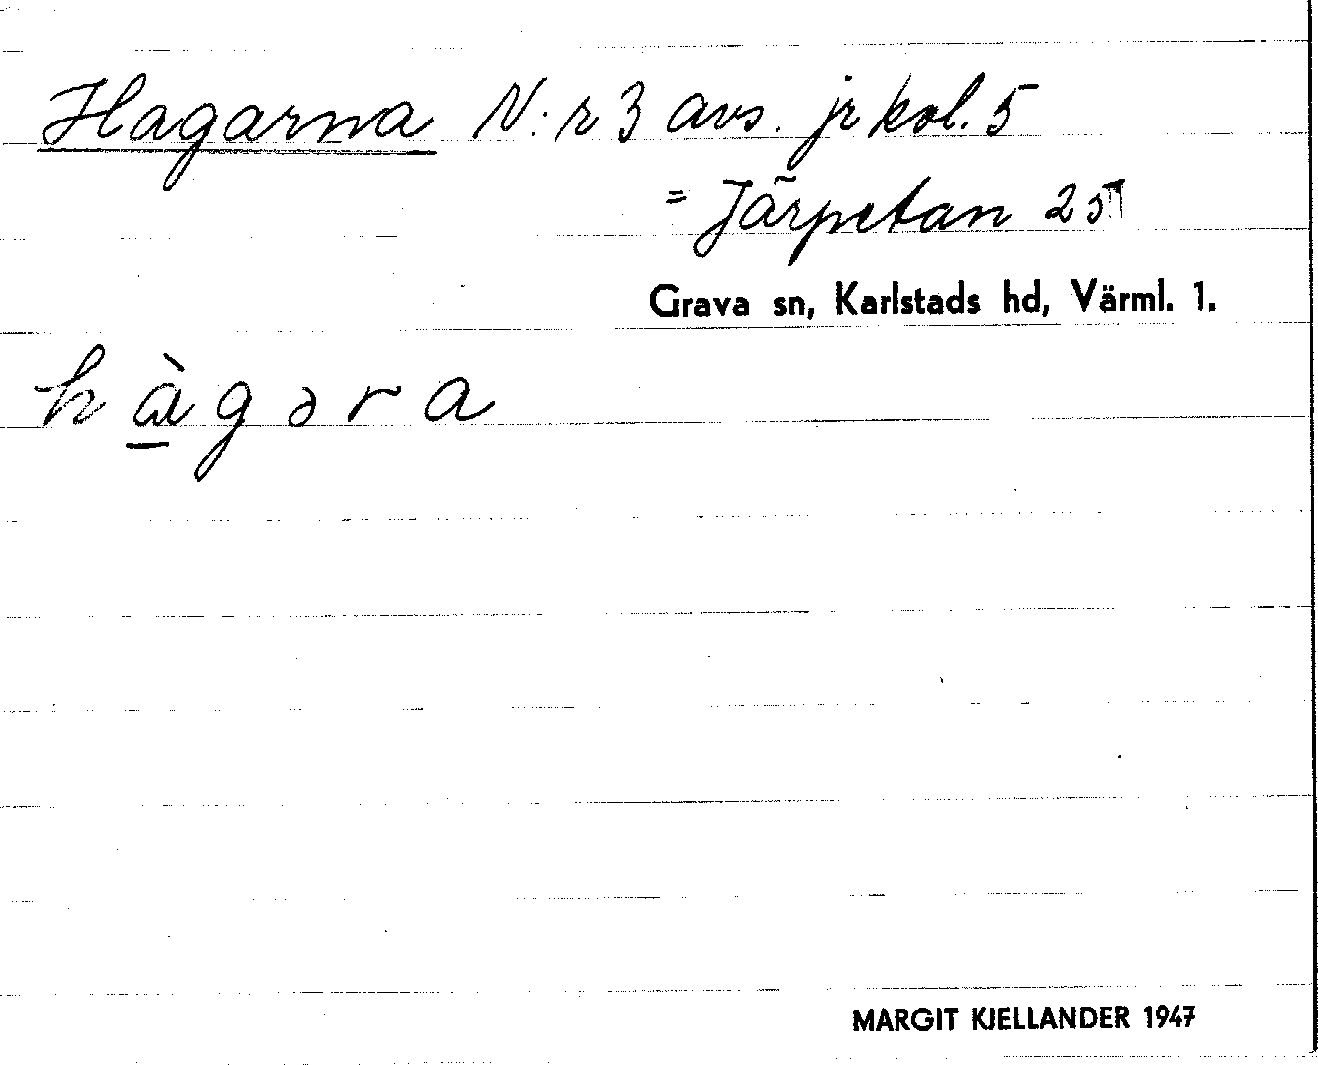 Hagarna N:r 3 avs. jr kol. 5
= Järpetan 25
Grava sn, Karlstads hd, Värml. 1.
hàgəra
MARGIT KJELLANDER 1947